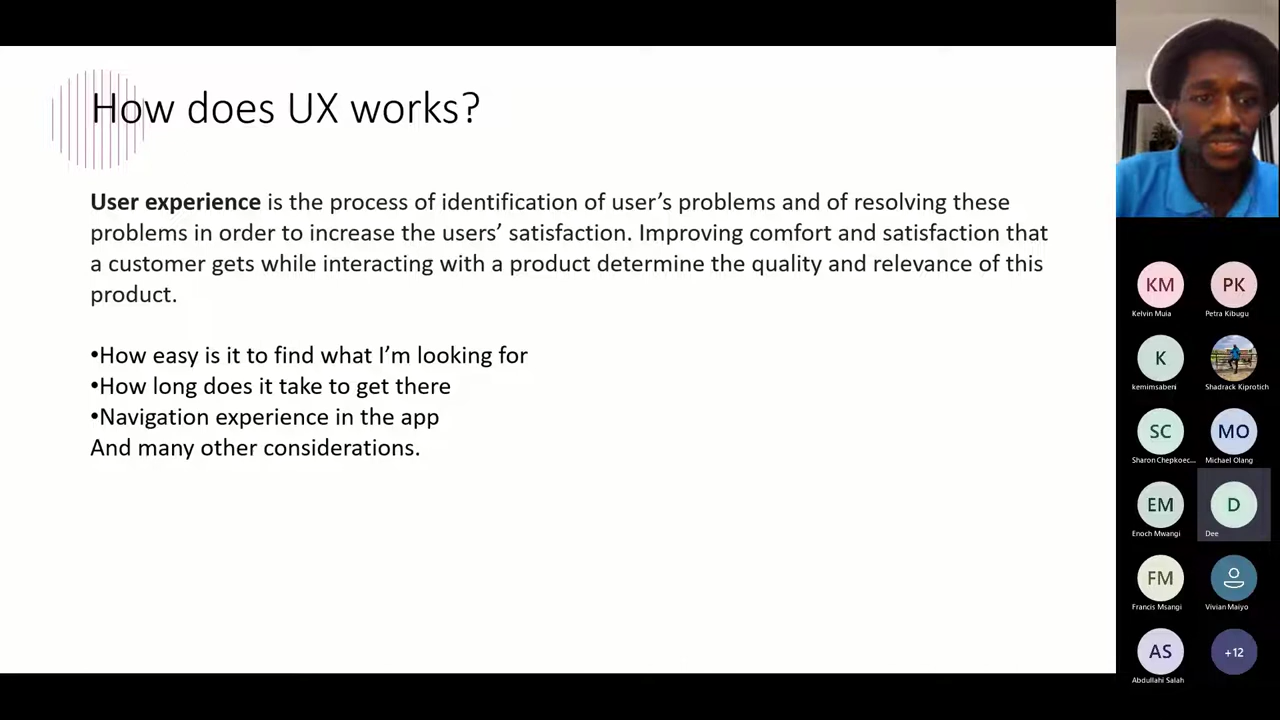 How does UX works?
User experience is the process of identification of user’s problems and of resolving these
problems in order to increase the users’ satisfaction. Improving comfort and satisfaction that
a customer gets while interacting with a product determine the quality and relevance of this
product.
•How easy is it to find what I’m looking for
•How long does it take to get there
•Navigation experience in the app
And many other considerations.
KM
PK
Kelvin Muia
Petra Kibugu
K
kemimsabeni
Shadrack Kiprotich
SC
MO
Sharon Chepkoec...
Michael Olang
EM
D
Enoch Mwangi
Dee
FM
Francis Msangi
Vivian Maiyo
AS
+12
Abdullahi Salah